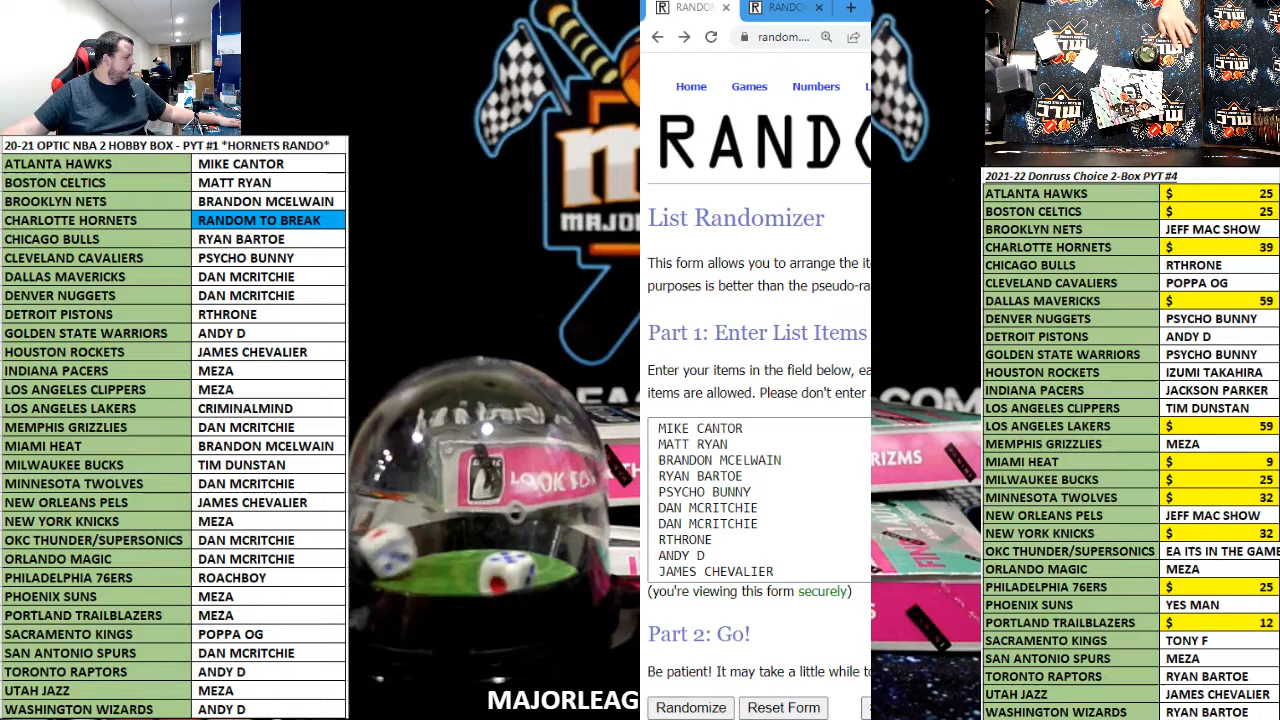 20-21 OPTIC NBA 2 HOBBY BOX - PYT #1 *HORNETS RANDO*
ATLANTA HAWKS MIKE CANTOR
BOSTON CELTICS MATT RYAN
BROOKLYN NETS BRANDON MCELWAIN
CHARLOTTE HORNETS RANDOM TO BREAK
CHICAGO BULLS RYAN BARTOE
CLEVELAND CAVALIERS PSYCHO BUNNY
DALLAS MAVERICKS DAN MCRITCHIE
DENVER NUGGETS DAN MCRITCHIE
DETROIT PISTONS RTHRONE
GOLDEN STATE WARRIORS ANDY D
HOUSTON ROCKETS JAMES CHEVALIER
INDIANA PACERS MEZA
LOS ANGELES CLIPPERS MEZA
LOS ANGELES LAKERS CRIMINALMIND
MEMPHIS GRIZZLIES DAN MCRITCHIE
MIAMI HEAT BRANDON MCELWAIN
MILWAUKEE BUCKS TIM DUNSTAN
MINNESOTA TWOLVES DAN MCRITCHIE
NEW ORLEANS PELS JAMES CHEVALIER
NEW YORK KNICKS MEZA
OKC THUNDER/SUPERSONICS DAN MCRITCHIE
ORLANDO MAGIC DAN MCRITCHIE
PHILADELPHIA 76ERS ROACHBOY
PHOENIX SUNS MEZA
PORTLAND TRAILBLAZERS MEZA
SACRAMENTO KINGS POPPA OG
SAN ANTONIO SPURS DAN MCRITCHIE
TORONTO RAPTORS ANDY D
UTAH JAZZ MEZA
WASHINGTON WIZARDS ANDY D
MAJOR
LOOK FO
MAJORLEAG
RANDO
RANDO
random....
Home Games Numbers L
RANDO
List Randomizer
This form allows you to arrange the it
purposes is better than the pseudo-ra
Part 1: Enter List Items
Enter your items in the field below, ea
items are allowed. Please don't enter
MIKE CANTOR
MATT RYAN
BRANDON MCELWAIN
RYAN BARTOE
PSYCHO BUNNY
DAN MCRITCHIE
DAN MCRITCHIE
RTHRONE
ANDY D
JAMES CHEVALIER
(you're viewing this form securely)
Part 2: Go!
Be patient! It may take a little while to
Randomize Reset Form
COM
RIZMS
2021-22 Donruss Choice 2-Box PYT #4
ATLANTA HAWKS $ 25
BOSTON CELTICS $ 25
BROOKLYN NETS JEFF MAC SHOW
CHARLOTTE HORNETS $ 39
CHICAGO BULLS RTHRONE
CLEVELAND CAVALIERS POPPA OG
DALLAS MAVERICKS $ 59
DENVER NUGGETS PSYCHO BUNNY
DETROIT PISTONS ANDY D
GOLDEN STATE WARRIORS PSYCHO BUNNY
HOUSTON ROCKETS IZUMI TAKAHIRA
INDIANA PACERS JACKSON PARKER
LOS ANGELES CLIPPERS TIM DUNSTAN
LOS ANGELES LAKERS $ 59
MEMPHIS GRIZZLIES MEZA
MIAMI HEAT $ 9
MILWAUKEE BUCKS $ 25
MINNESOTA TWOLVES $ 32
NEW ORLEANS PELS JEFF MAC SHOW
NEW YORK KNICKS $ 32
OKC THUNDER/SUPERSONICS EA ITS IN THE GAME
ORLANDO MAGIC MEZA
PHILADELPHIA 76ERS $ 25
PHOENIX SUNS YES MAN
PORTLAND TRAILBLAZERS $ 12
SACRAMENTO KINGS TONY F
SAN ANTONIO SPURS MEZA
TORONTO RAPTORS RYAN BARTOE
UTAH JAZZ JAMES CHEVALIER
WASHINGTON WIZARDS RYAN BARTOE